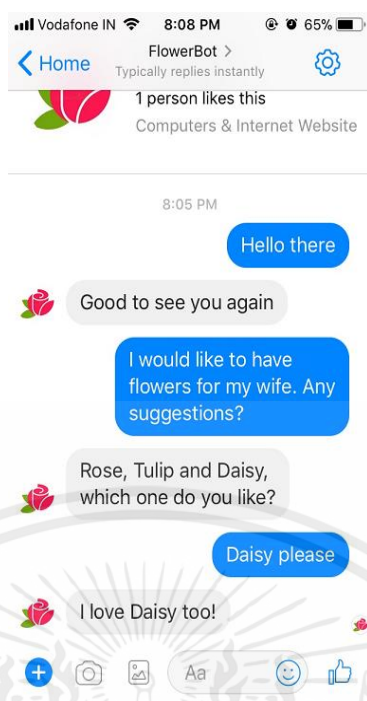 Vodafone IN 8:08 PM 65%
Home
FlowerBot >
Typically replies instantly
1 person likes this
Computers & Internet Website
8:05 PM
Hello there
Good to see you again
I would like to have
flowers for my wife. Any
suggestions?
Rose, Tulip and Daisy,
which one do you like?
Daisy please
I love Daisy too!
Aa